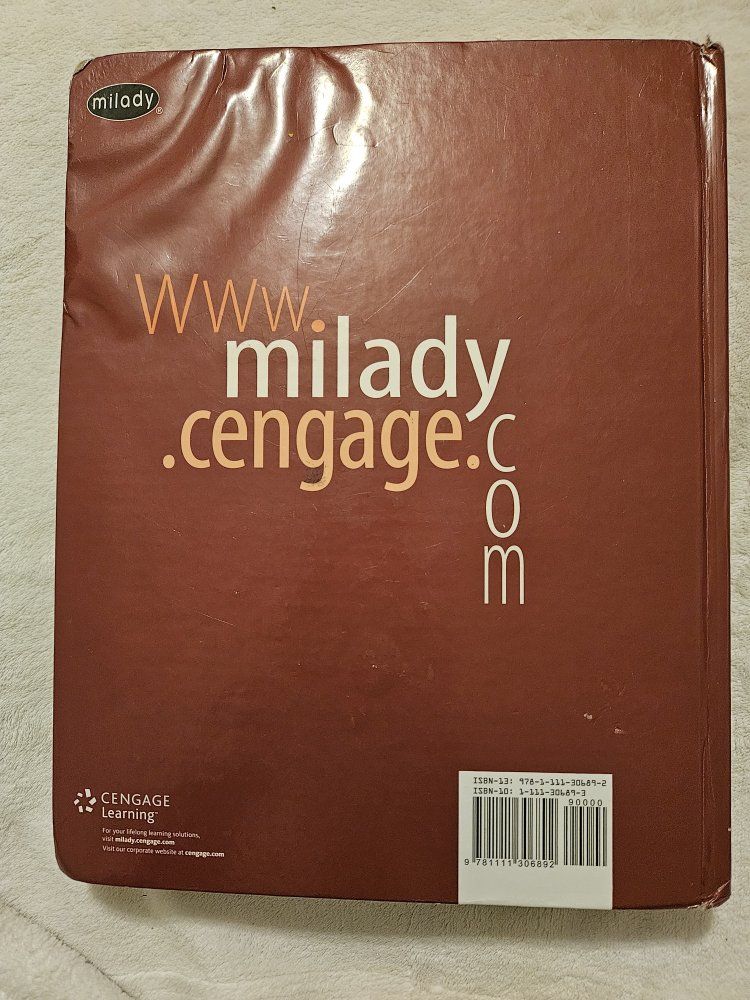 milady®
www.
milady
.cengage.
com
CENGAGE
Learning™
For your lifelong learning solutions,
visit milady.cengage.com
Visit our corporate website at cengage.com
ISBN-13: 978-1-111-30689-2
ISBN-10: 1-111-30689-3
90000
9 781111 306892